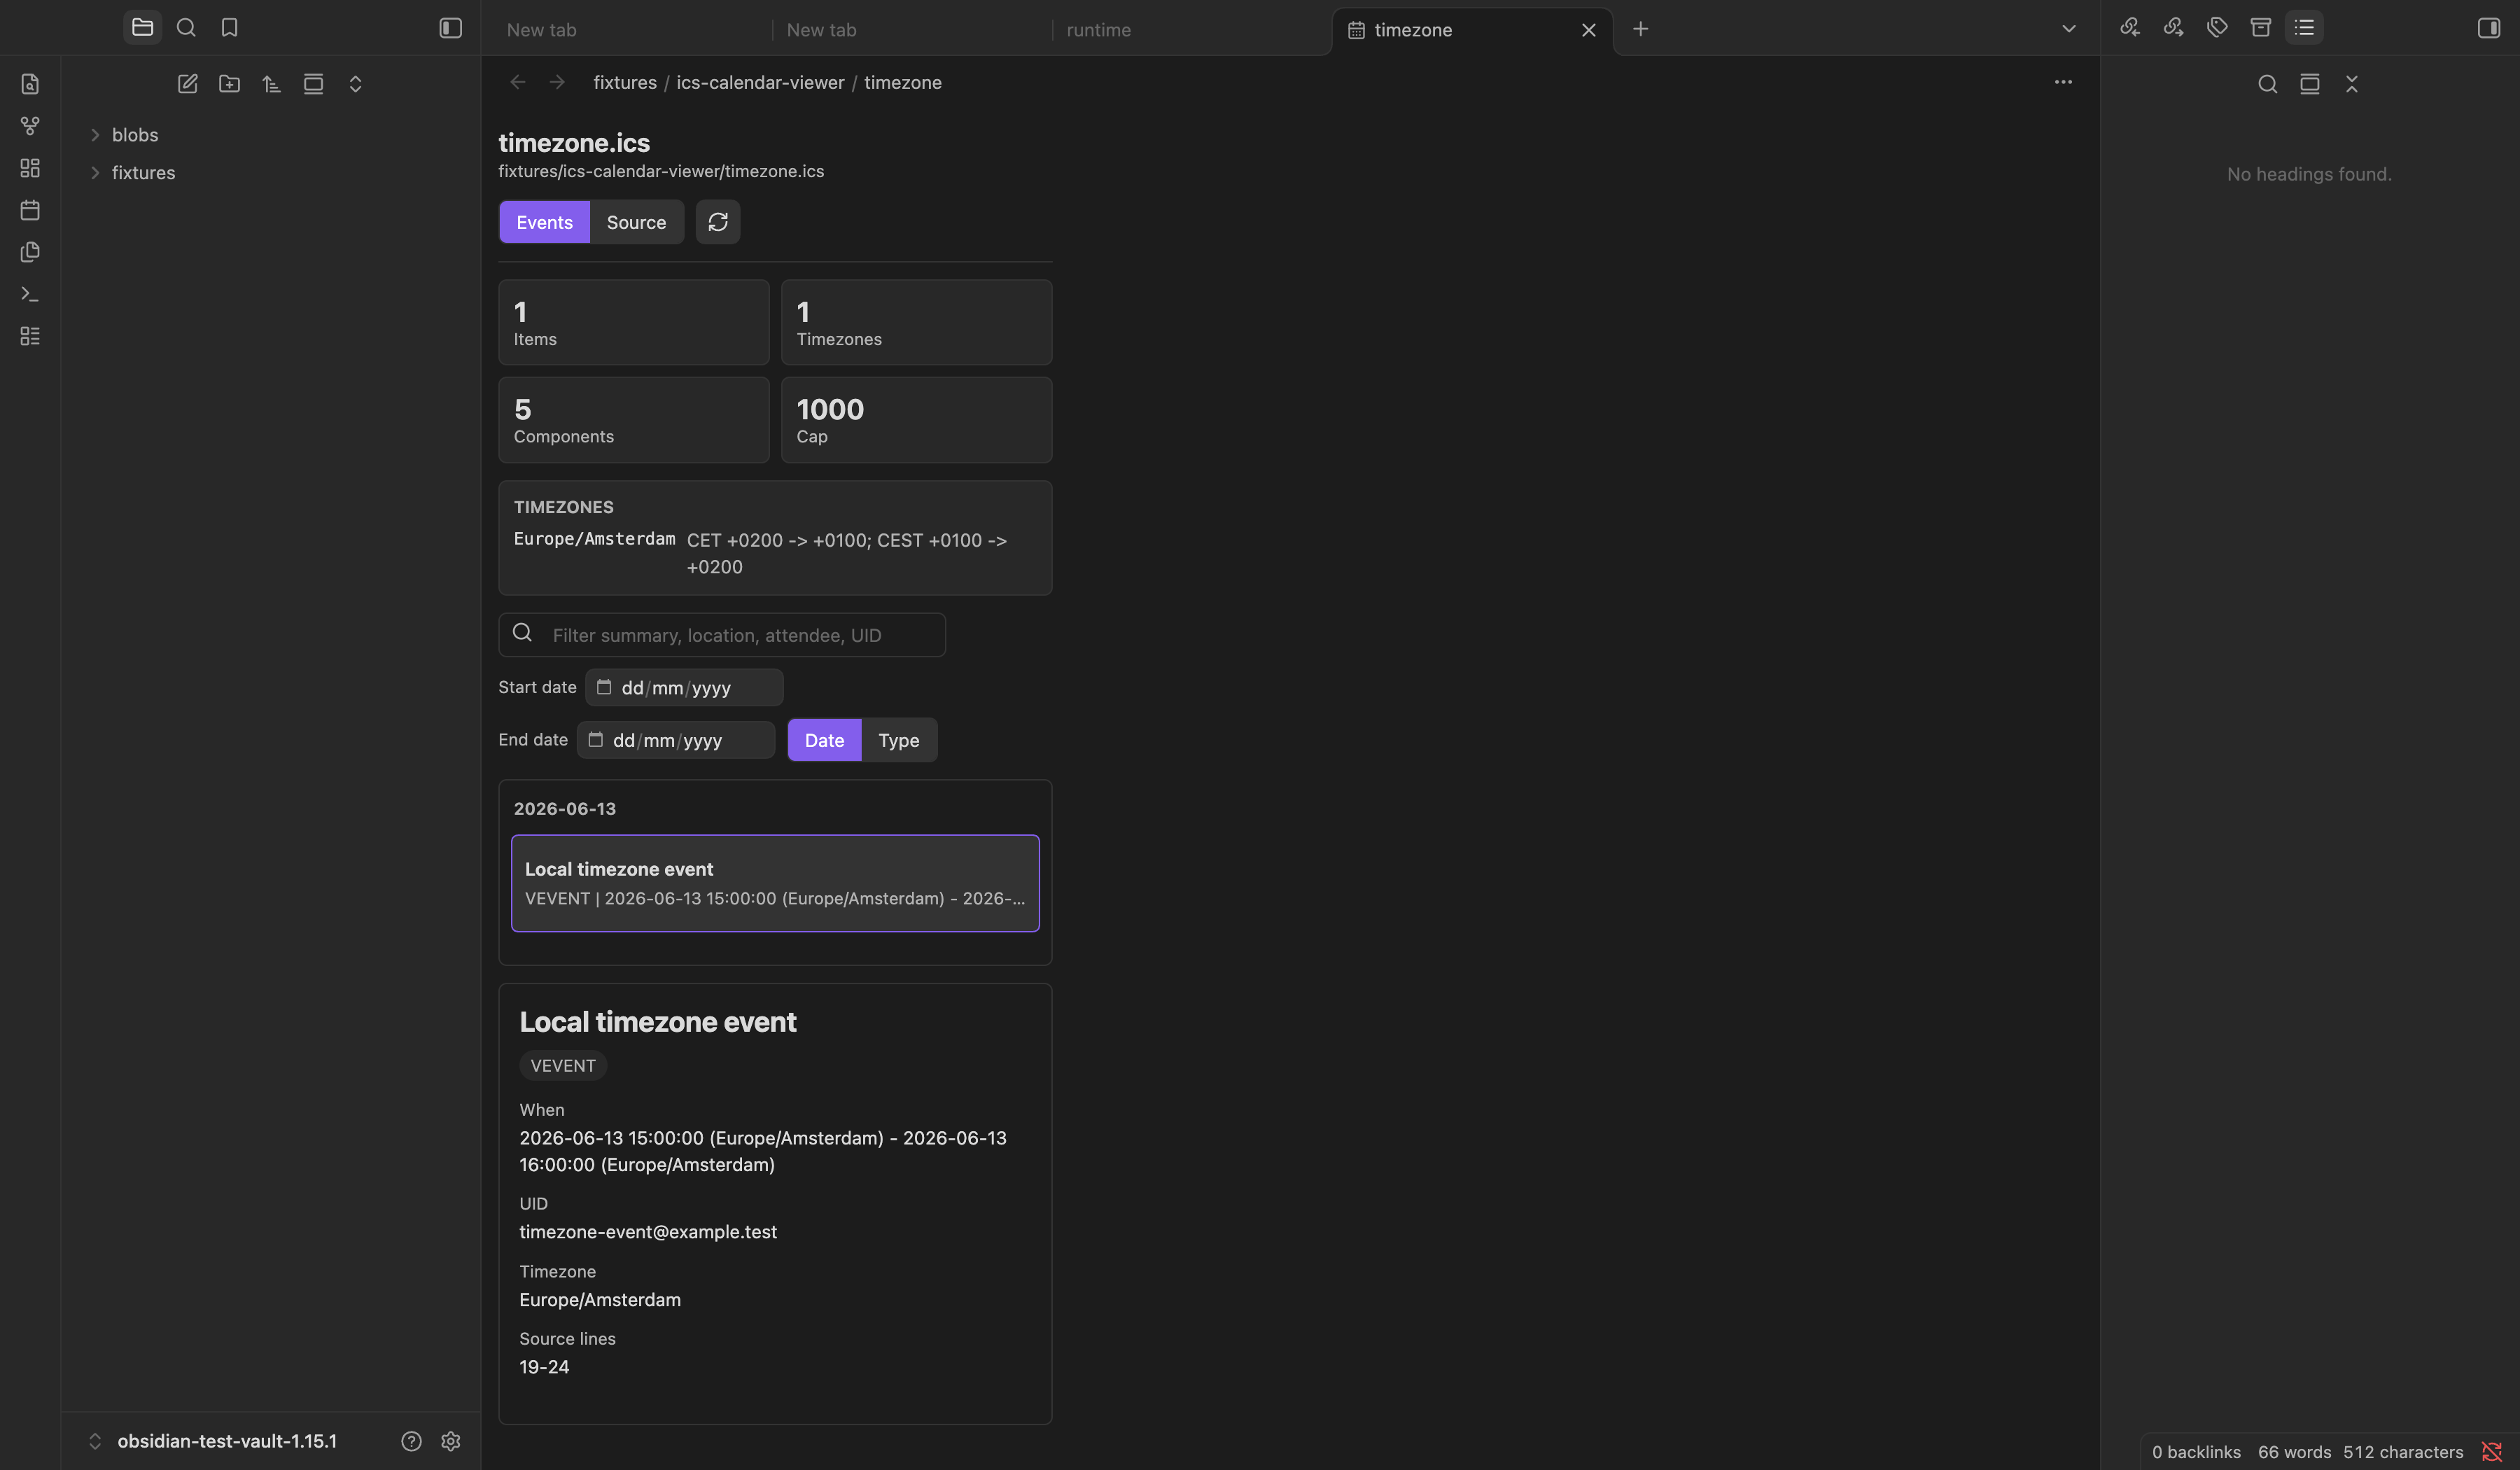 New tab
New tab
runtime
timezone
fixtures / ics-calendar-viewer / timezone
blobs
fixtures
timezone.ics
fixtures/ics-calendar-viewer/timezone.ics
Events
Source
1
Items
1
Timezones
5
Components
1000
Cap
TIMEZONES
Europe/Amsterdam CET +0200 -> +0100; CEST +0100 ->
+0200
Filter summary, location, attendee, UID
Start date dd/mm/yyyy
End date dd/mm/yyyy
Date
Type
2026-06-13
Local timezone event
VEVENT | 2026-06-13 15:00:00 (Europe/Amsterdam) - 2026-...
Local timezone event
VEVENT
When
2026-06-13 15:00:00 (Europe/Amsterdam) - 2026-06-13
16:00:00 (Europe/Amsterdam)
UID
timezone-event@example.test
Timezone
Europe/Amsterdam
Source lines
19-24
No headings found.
obsidian-test-vault-1.15.1
0 backlinks 66 words 512 characters